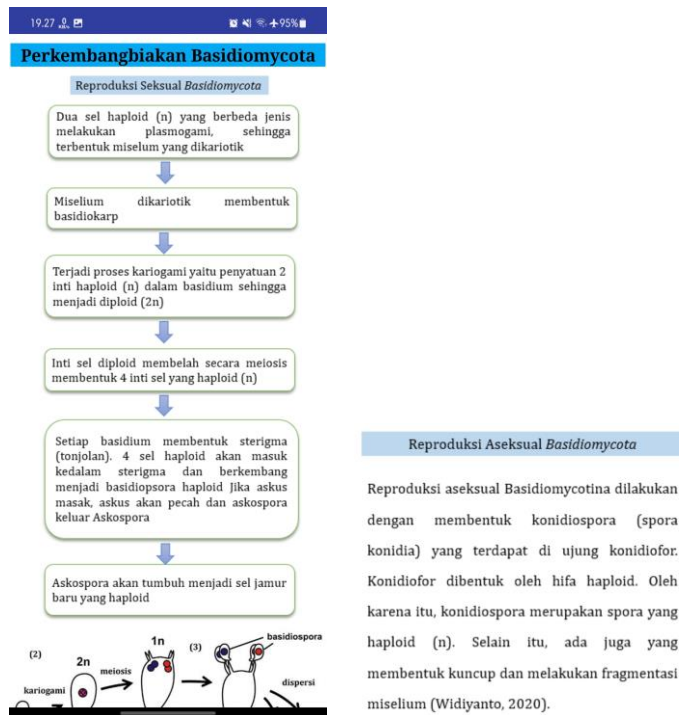 19.27
95%
Perkembangbiakan Basidiomycota
Reproduksi Seksual Basidiomycota
Dua sel haploid (n) yang berbeda jenis
melakukan plasmogami, sehingga
terbentuk miselum yang dikariotik
Miselium dikariotik membentuk
basidiokarp
Terjadi proses kariogami yaitu penyatuan 2
inti haploid (n) dalam basidium sehingga
menjadi diploid (2n)
Inti sel diploid membelah secara meiosis
membentuk 4 inti sel yang haploid (n)
Setiap basidium membentuk sterigma
(tonjolan). 4 sel haploid akan masuk
kedalam sterigma dan berkembang
menjadi basidiopsora haploid Jika askus
masak, askus akan pecah dan askospora
keluar Askospora
Askospora akan tumbuh menjadi sel jamur
baru yang haploid
(2)
kariogami
2n
meiosis
1n
(3)
basidiospora
dispersi
Reproduksi Aseksual Basidiomycota
Reproduksi aseksual Basidiomycotina dilakukan
dengan membentuk konidiospora (spora
konidia) yang terdapat di ujung konidiofor.
Konidiofor dibentuk oleh hifa haploid. Oleh
karena itu, konidiospora merupakan spora yang
haploid (n). Selain itu, ada juga yang
membentuk kuncup dan melakukan fragmentasi
miselium (Widiyanto, 2020).